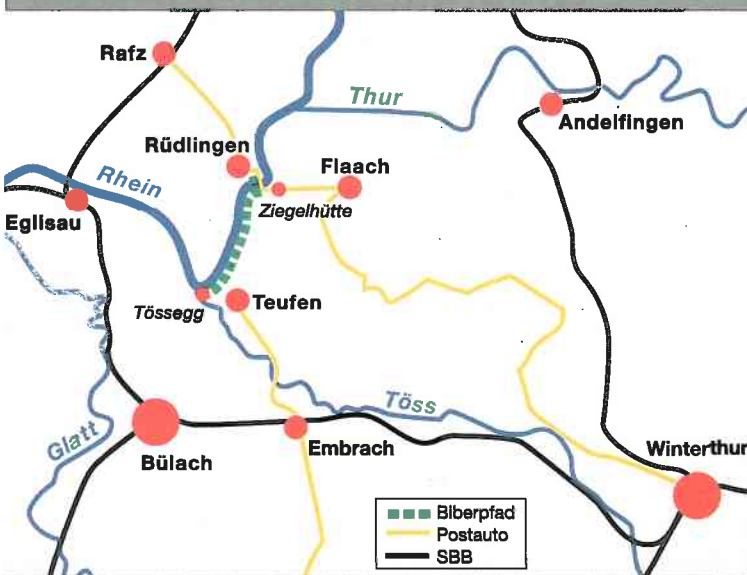 Rafz
Thur
Andelfingen
Rüdlingen
Flaach
Rhein
Ziegelhütte
Eglisau
Tössegg
Teufen
Töss
Glatt
Bülach
Embrach
Winterthur
Biberpfad
Postauto
SBB